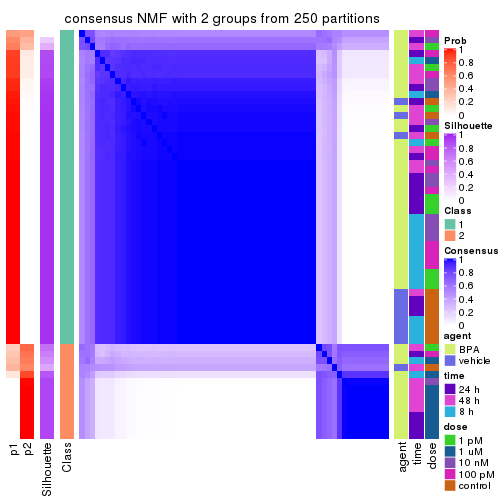 consensus NMF with 2 groups from 250 partitions
Prob
1
0.8
0.6
0.4
0.2
0
Silhouette
1
0.8
0.6
0.4
0.2
0
Class
1
2
Consensus
1
0.8
0.6
0.4
0.2
0
agent
BPA
vehicle
time
24 h
48 h
8 h
dose
1 pM
1 uM
10 nM
100 pM
control
p1
p2
Silhouette
Class
agent
time
dose